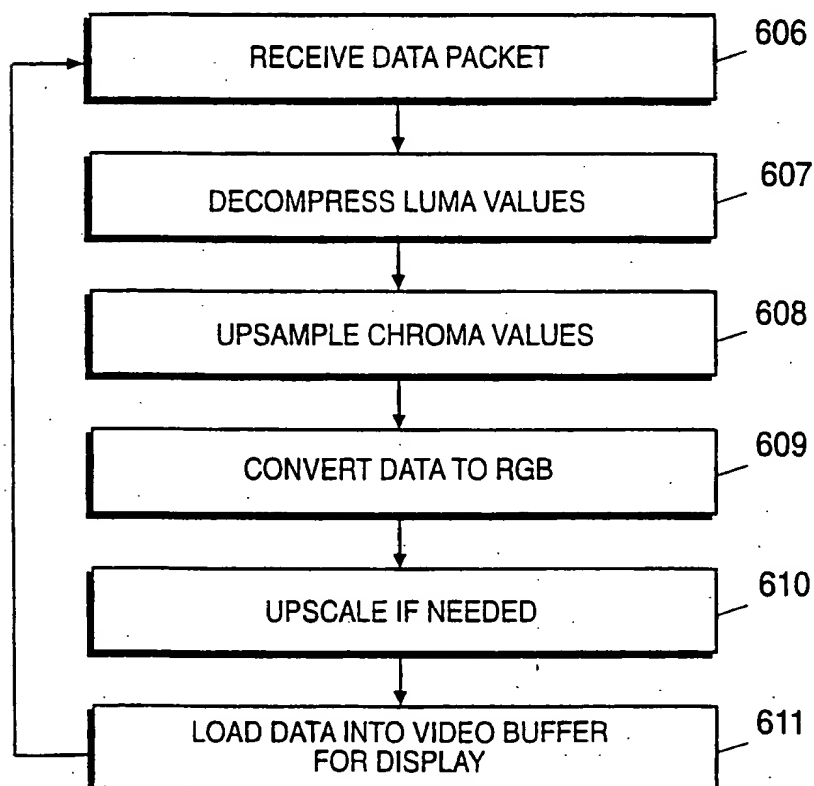 RECEIVE DATA PACKET
606
DECOMPRESS LUMA VALUES
607
UPSAMPLE CHROMA VALUES
608
CONVERT DATA TO RGB
609
UPSCALE IF NEEDED
610
LOAD DATA INTO VIDEO BUFFER
FOR DISPLAY
611